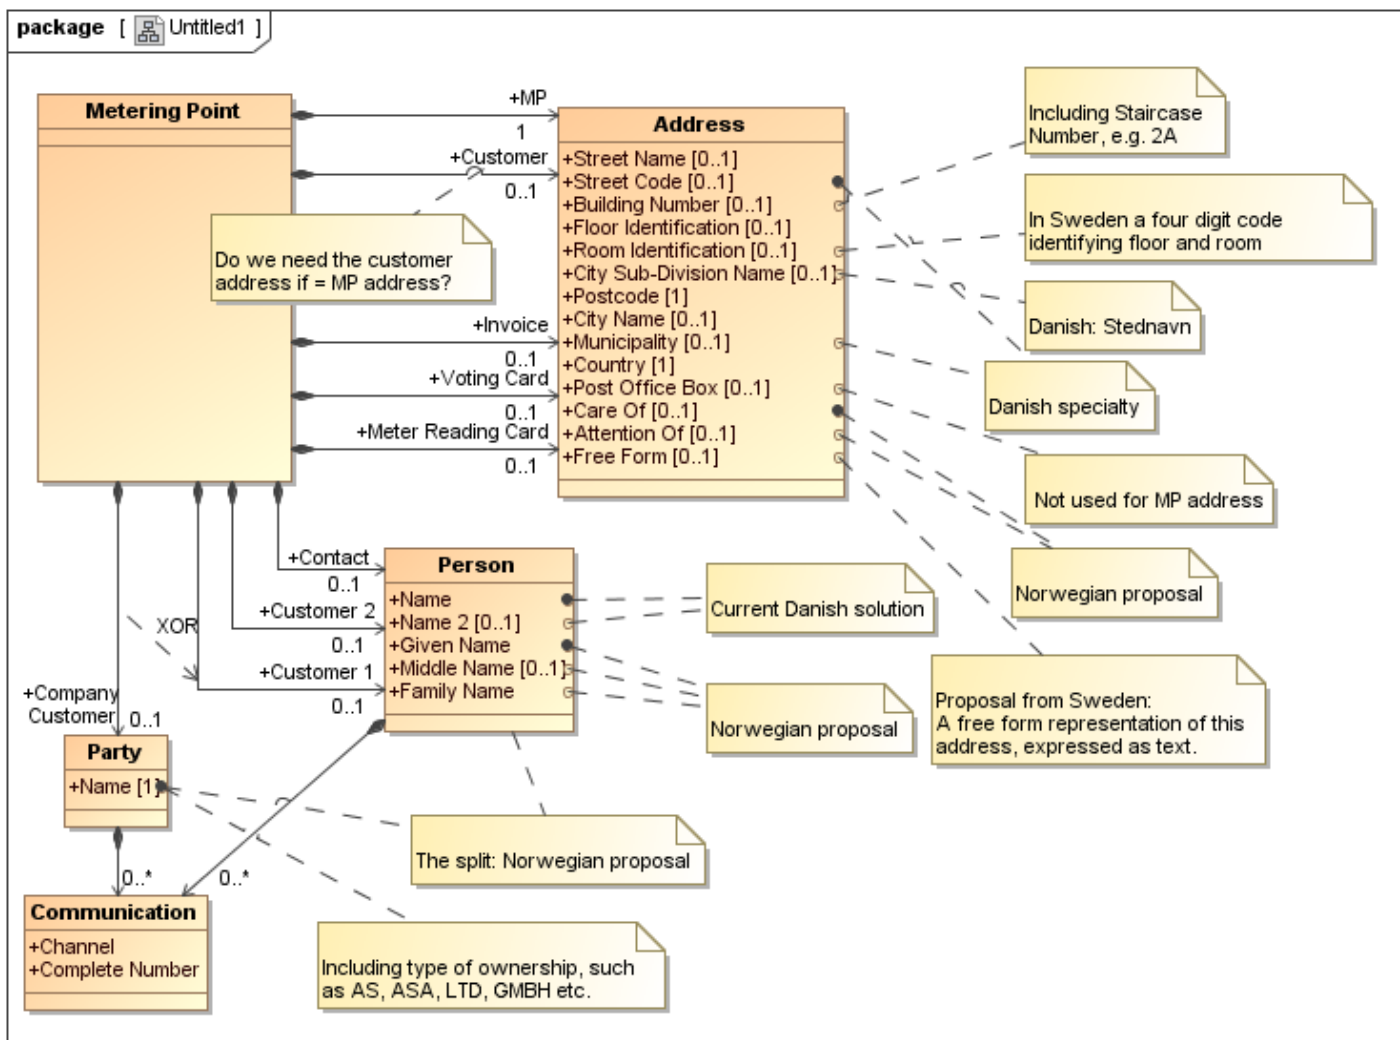 package [ Untitled1 ]
Metering Point
+MP
1
+Customer
0..1
Do we need the customer
address if = MP address?
+Invoice
0..1
+Voting Card
0..1
+Meter Reading Card
0..1
Address
+Street Name [0..1]
+Street Code [0..1]
+Building Number [0..1]
+Floor Identification [0..1]
+Room Identification [0..1]
+City Sub-Division Name [0..1]
+Postcode [1]
+City Name [0..1]
+Municipality [0..1]
+Country [1]
+Post Office Box [0..1]
+Care Of [0..1]
+Attention Of [0..1]
+Free Form [0..1]
Including Staircase
Number, e.g. 2A
In Sweden a four digit code
identifying floor and room
Danish: Stednavn
Danish specialty
Not used for MP address
Norwegian proposal
Proposal from Sweden:
A free form representation of this
address, expressed as text.
+Contact
0..1
+Customer 2
0..1
XOR
+Customer 1
0..1
+Company
Customer
0..1
Person
+Name
+Name 2 [0..1]
+Given Name
+Middle Name [0..1]
+Family Name
Current Danish solution
Norwegian proposal
Party
+Name [1]
The split: Norwegian proposal
0..*
0..*
Communication
+Channel
+Complete Number
Including type of ownership, such
as AS, ASA, LTD, GMBH etc.